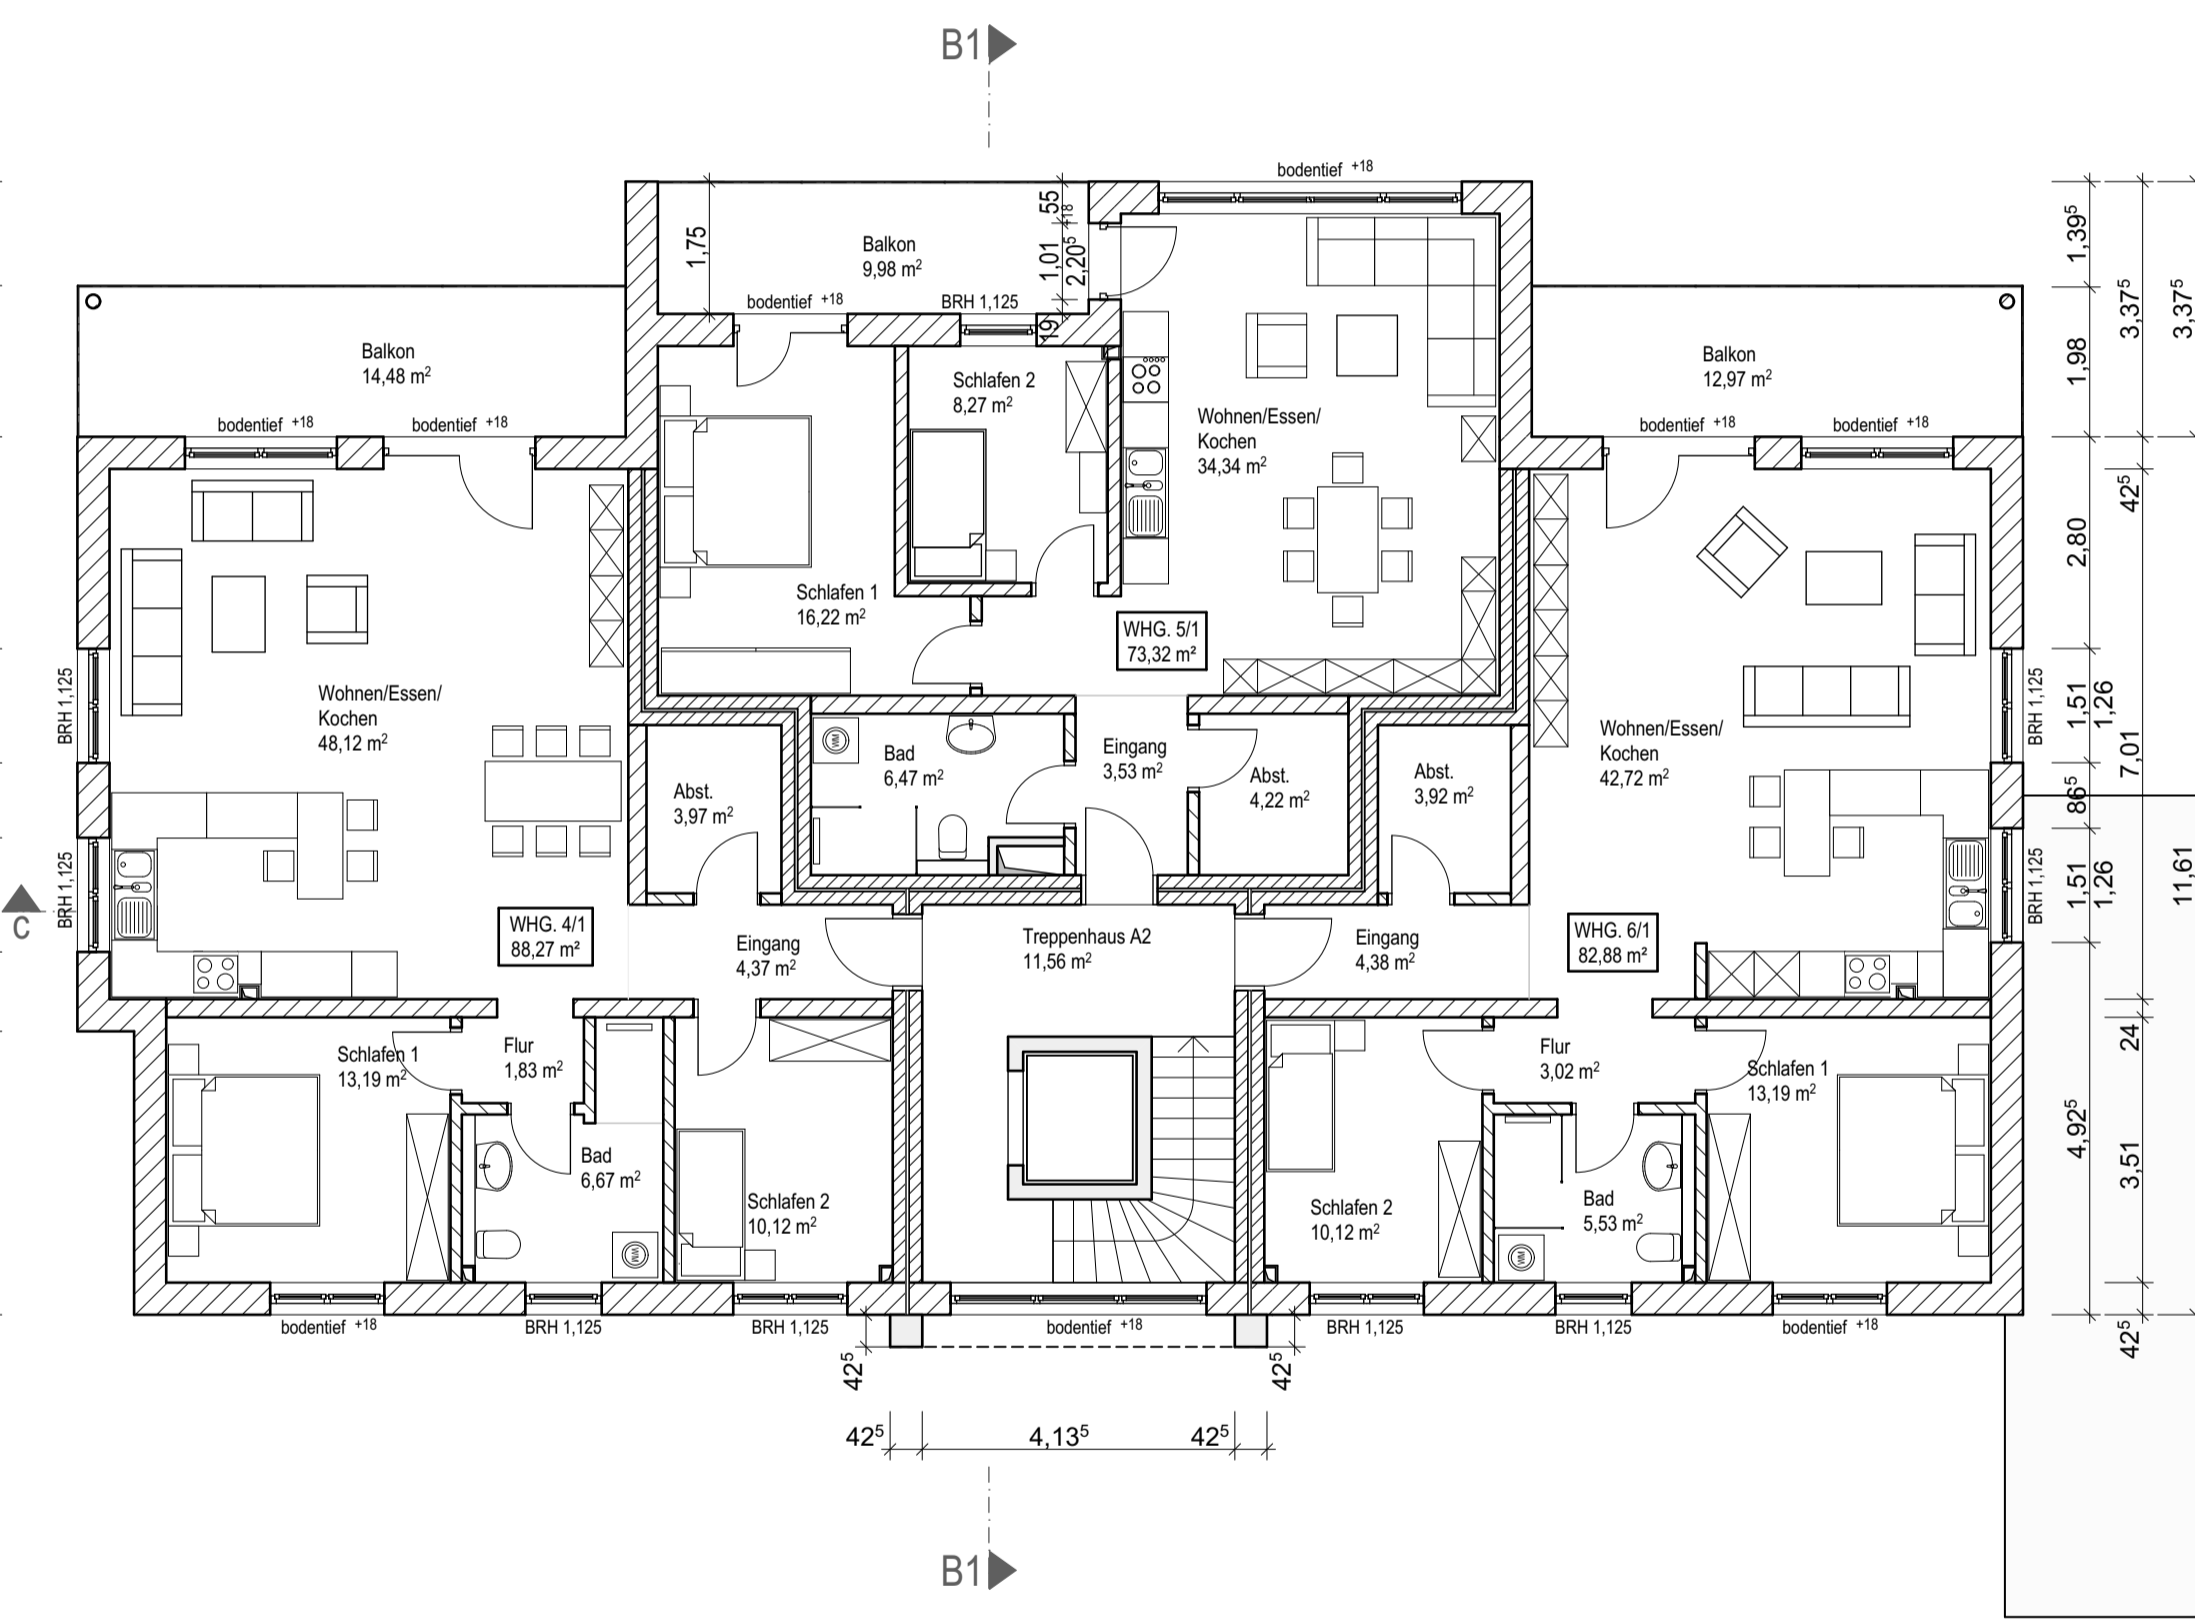 B1
bodentief +18
1,75
55
+18
1,01
2,20⁵
19
Balkon
9,98 m²
bodentief +18
BRH 1,125
1,39⁵
3,37⁵
3,37⁵
1,98
Balkon
14,48 m²
Balkon
12,97 m²
bodentief +18
bodentief +18
bodentief +18
bodentief +18
Schlafen 2
8,27 m²
Wohnen/Essen/
Kochen
34,34 m²
42⁵
2,80
Schlafen 1
16,22 m²
WHG. 5/1
73,32 m²
BRH 1,125
Wohnen/Essen/
Kochen
48,12 m²
Wohnen/Essen/
Kochen
42,72 m²
BRH 1,125
1,51
1,26
7,01
WM
Bad
6,47 m²
Eingang
3,53 m²
Abst.
4,22 m²
Abst.
3,97 m²
Abst.
3,92 m²
86⁵
BRH 1,125
BRH 1,125
1,51
1,26
11,61
C
WHG. 4/1
88,27 m²
Eingang
4,37 m²
Treppenhaus A2
11,56 m²
Eingang
4,38 m²
WHG. 6/1
82,88 m²
Schlafen 1
13,19 m²
Flur
1,83 m²
Flur
3,02 m²
Schlafen 1
13,19 m²
24
4,92⁵
3,51
Bad
6,67 m²
Schlafen 2
10,12 m²
Schlafen 2
10,12 m²
Bad
5,53 m²
WM
WM
bodentief +18
BRH 1,125
BRH 1,125
bodentief +18
BRH 1,125
BRH 1,125
bodentief +18
42⁵
42⁵
42⁵
42⁵
4,13⁵
42⁵
B1